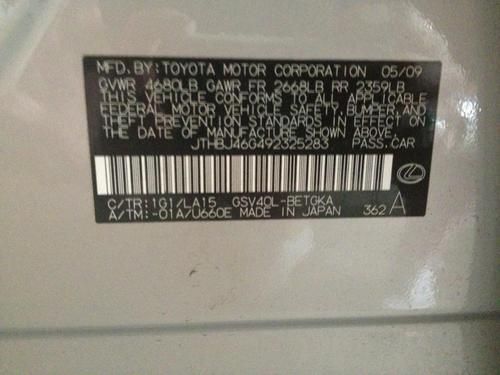 MFD.BY:TOYOTA MOTOR CORPORATION 05/09
GVWR 4680LB GAWR FR 2668LB RR 2359LB
THIS VEHICLE CONFORMS TO ALL APPLICABLE
FEDERAL MOTOR VEHICLE SAFETY, BUMPER, AND
THEFT PREVENTION STANDARDS IN EFFECT ON
THE DATE OF MANUFACTURE SHOWN ABOVE.
JTHBJ46G492325283 PASS.CAR
C/TR:1G1/LA15 GSV40L-BETGKA
A/TM:-01A/U660E MADE IN JAPAN 362 A